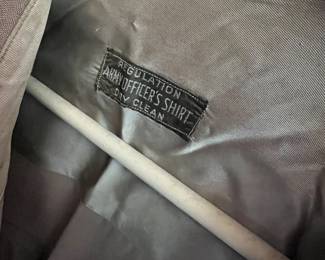 REGULATION
ARMY OFFICER'S SHIRT
DRY CLEAN